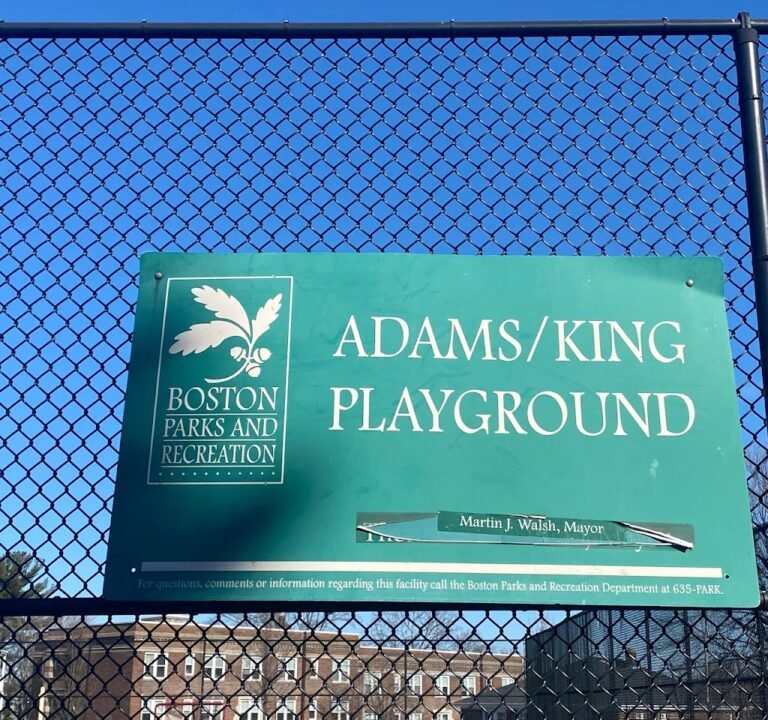 BOSTON
PARKS AND
RECREATION
ADAMS/KING
PLAYGROUND
Martin J. Walsh, Mayor
For questions, comments or information regarding this facility call the Boston Parks and Recreation Department at 635-PARK.